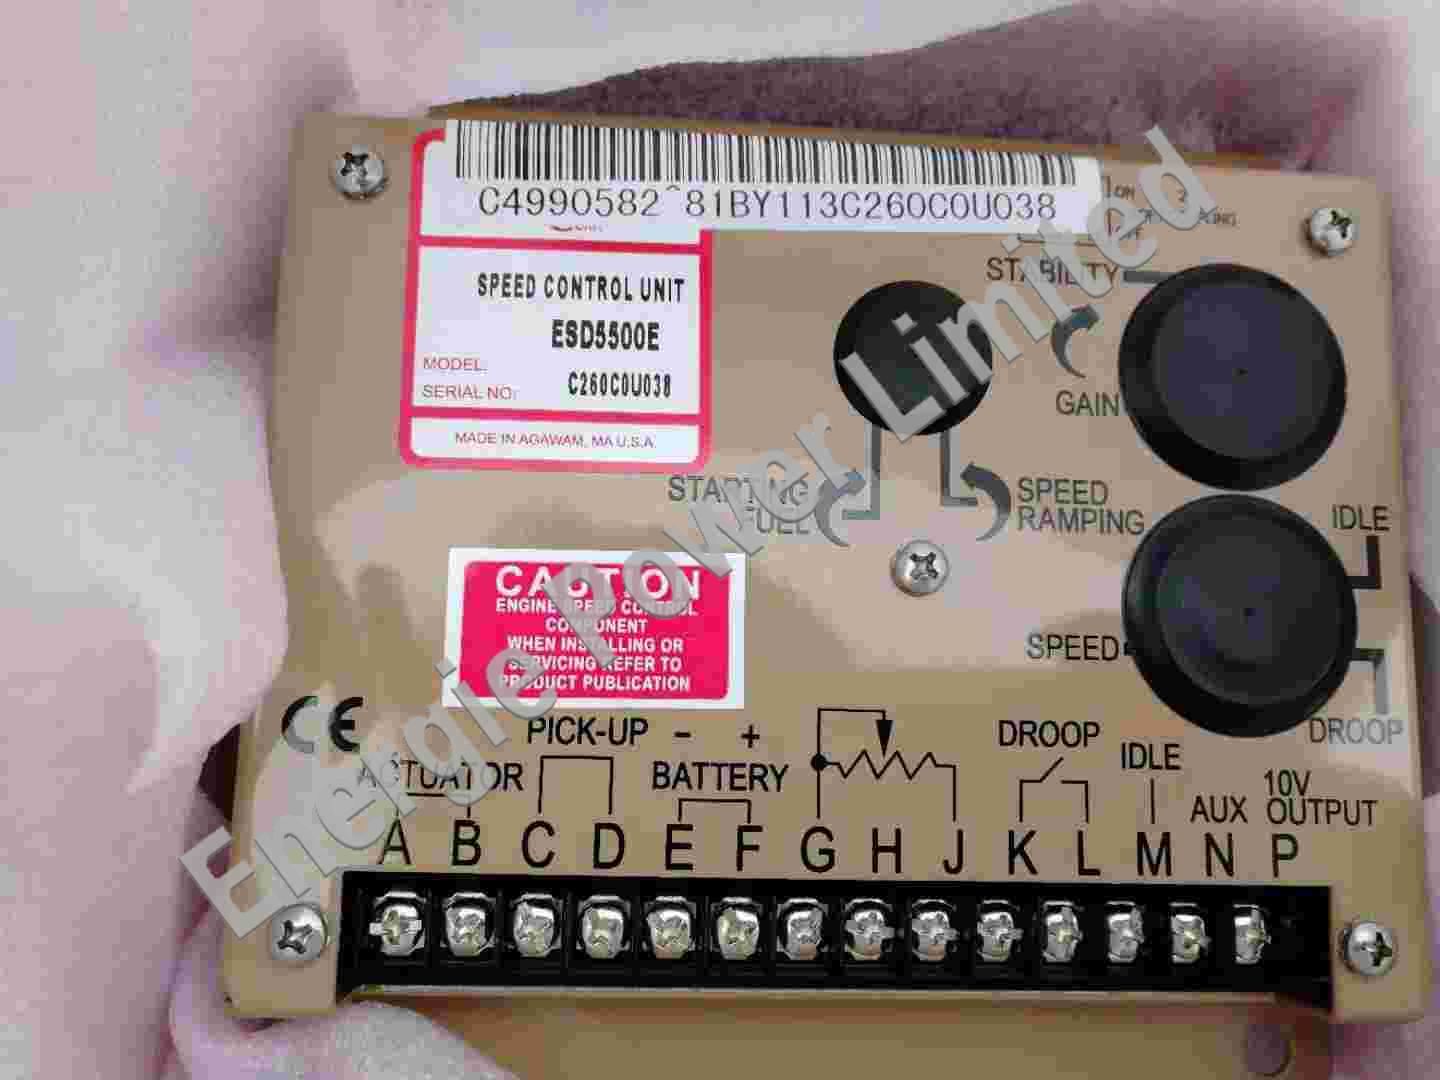 C4990582^81BY113C260C0U038
ON
SPEED CONTROL UNIT
ESD5500E
MODEL:
SERIAL NO: C260C0U038
MADE IN AGAWAM, MA U.S.A.
STABILITY
GAIN
STARTING
FUEL
SPEED
RAMPING
IDLE
SPEED
DROOP
CAUTION
ENGINE SPEED CONTROL
COMPONENT
WHEN INSTALLING OR
SERVICING REFER TO
PRODUCT PUBLICATION
CE
PICK-UP - +
DROOP
IDLE
ACTUATOR
BATTERY
10V
AUX OUTPUT
A B C D E F G H J K L M N P
Energie Power Limited